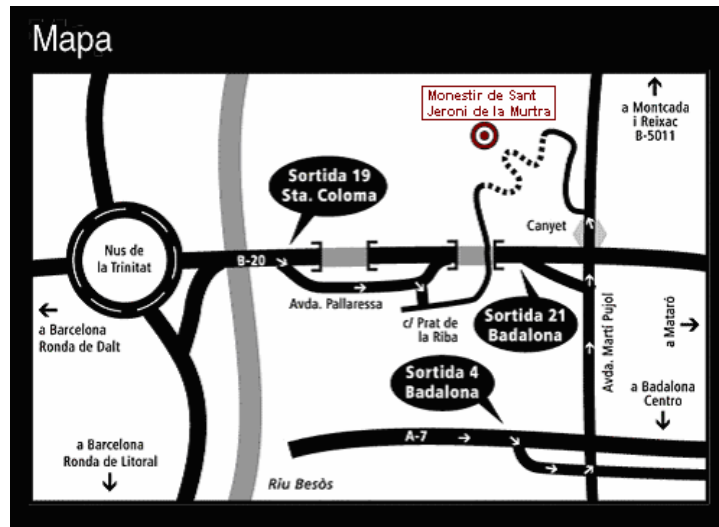 Mapa
Monestir de Sant
Jeroni de la Murtra
a Montcada
i Reixac
B-5011
Sortida 19
Sta. Coloma
Canyet
Nus de
la Trinitat
B-20
Avda. Pallaressa
c/ Prat de
la Riba
Sortida 21
Badalona
Avda. Martí Pujol
a Mataró
a Barcelona
Ronda de Dalt
Sortida 4
Badalona
a Badalona
Centro
A-7
a Barcelona
Ronda de Litoral
Riu Besòs